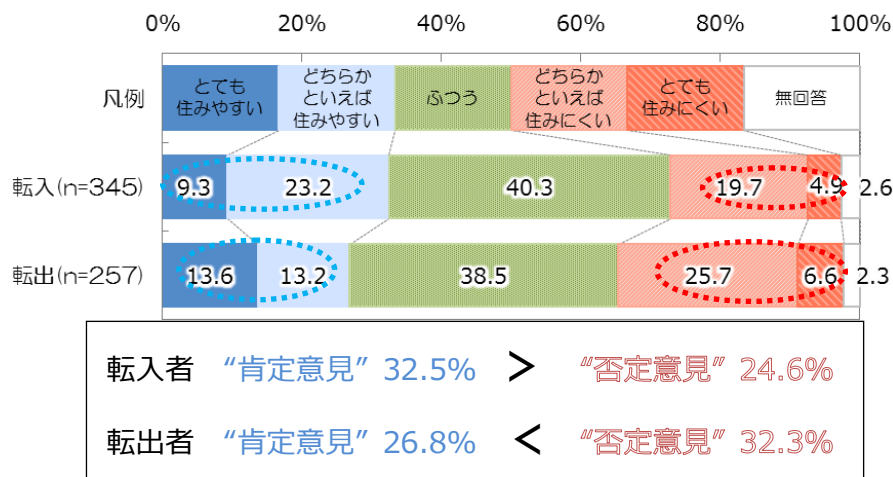 0% 20% 40% 60% 80% 100%
凡例
とても
住みやすい
どちらか
といえば
住みやすい
ふつう
どちらか
といえば
住みにくい
とても
住みにくい
無回答
転入(n=345) 9.3 23.2 40.3 19.7 4.9 2.6
転出(n=257) 13.6 13.2 38.5 25.7 6.6 2.3
転入者 “肯定意見” 32.5% > “否定意見” 24.6%
転出者 “肯定意見” 26.8% < “否定意見” 32.3%